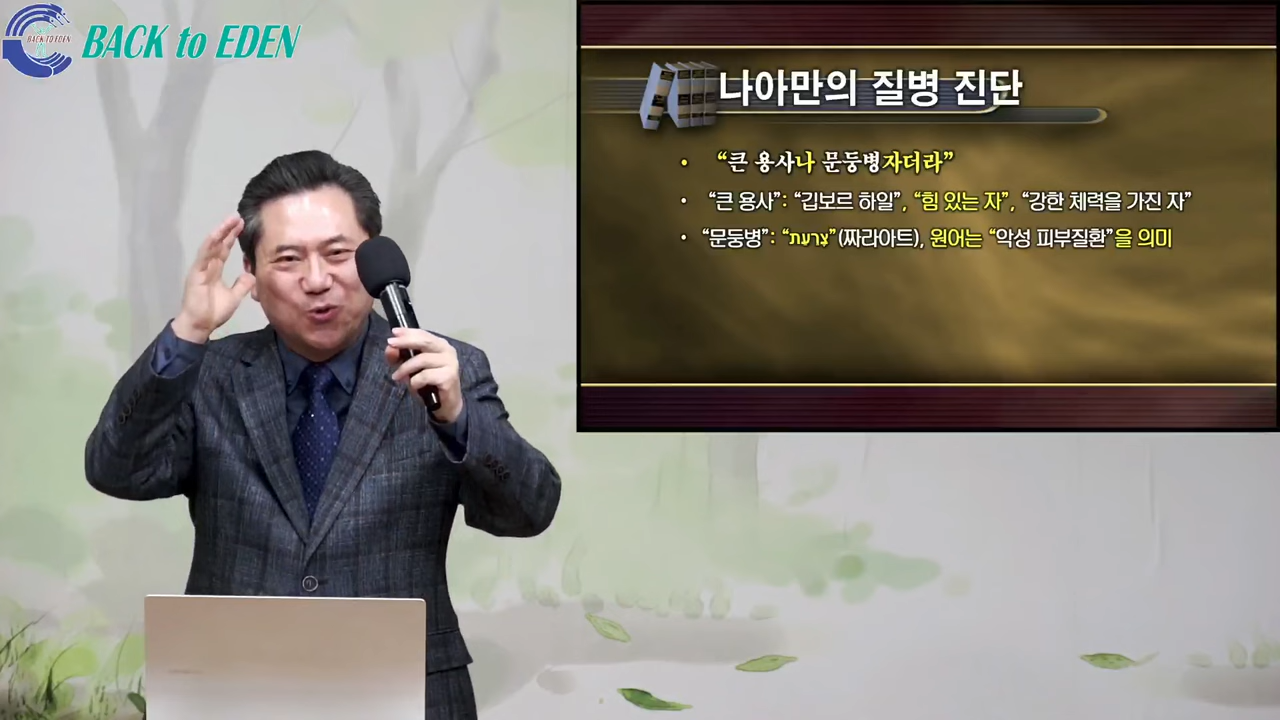 BACK TO EDEN
BACK to EDEN
나아만의 질병 진단
• “큰 용사나 문둥병자더라”
• “큰 용사”: “깁보르 하일”, “힘 있는 자”, “강한 체력을 가진 자”
• “문둥병”: “צָרַעַת”(짜라아트), 원어는 “악성 피부질환”을 의미